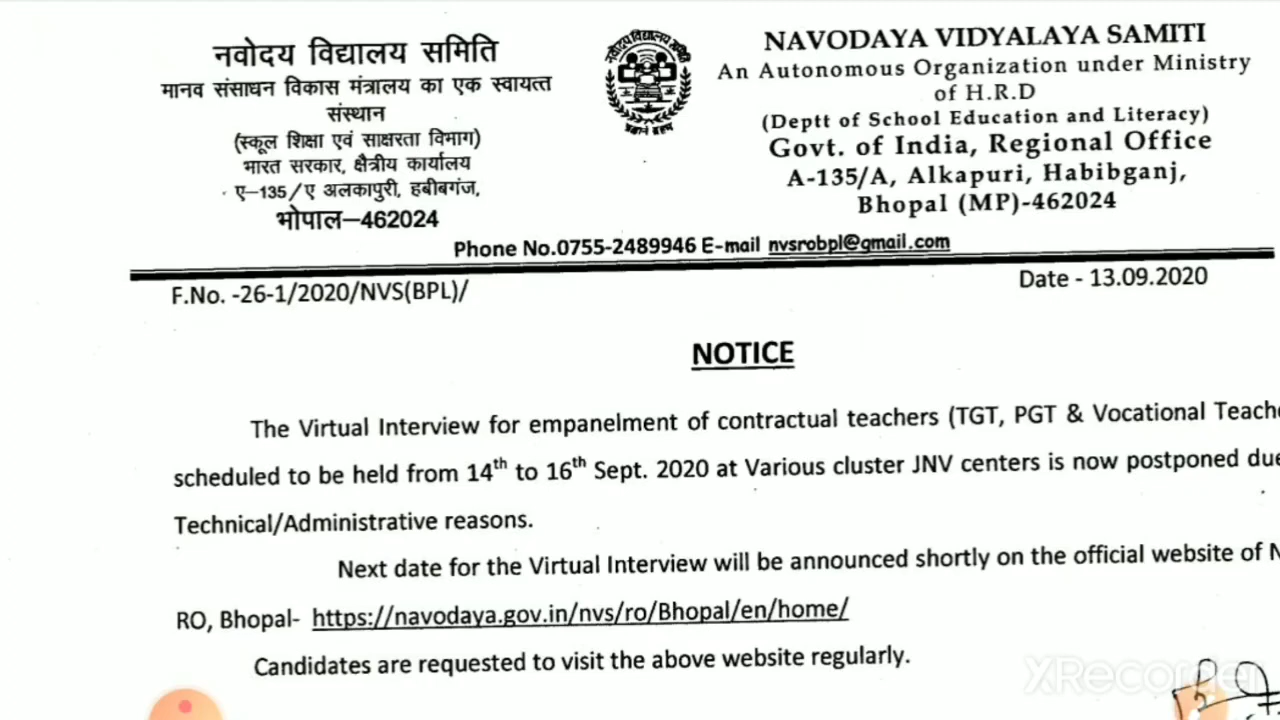 नवोदय विद्यालय समिति
मानव संसाधन विकास मंत्रालय का एक स्वायत्त
संस्थान
(स्कूल शिक्षा एवं साक्षरता विभाग)
भारत सरकार, क्षेत्रीय कार्यालय
ए–135/ए अलकापुरी, हबीबगंज,
भोपाल–462024
नवोदय विद्यालय समिति
प्रज्ञानं ब्रह्म
NAVODAYA VIDYALAYA SAMITI
An Autonomous Organization under Ministry
of H.R.D
(Deptt of School Education and Literacy)
Govt. of India, Regional Office
A-135/A, Alkapuri, Habibganj,
Bhopal (MP)-462024
Phone No.0755-2489946 E-mail nvsrobpl@gmail.com
F.No. -26-1/2020/NVS(BPL)/
Date - 13.09.2020
NOTICE
The Virtual Interview for empanelment of contractual teachers (TGT, PGT & Vocational Teache
scheduled to be held from 14th to 16th Sept. 2020 at Various cluster JNV centers is now postponed due
Technical/Administrative reasons.
Next date for the Virtual Interview will be announced shortly on the official website of N
RO, Bhopal- https://navodaya.gov.in/nvs/ro/Bhopal/en/home/
Candidates are requested to visit the above website regularly.
XRecorder